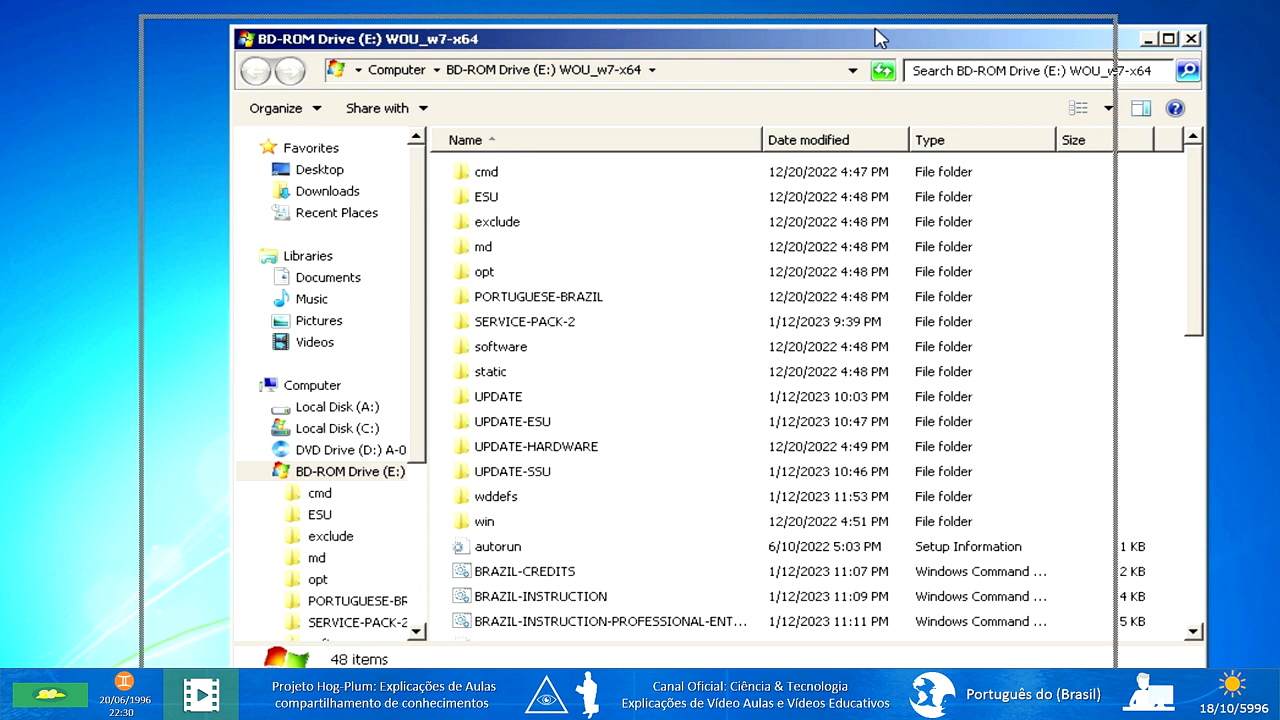 BD-ROM Drive (E:) WOU_w7-x64
Computer BD-ROM Drive (E:) WOU_w7-x64
Search BD-ROM Drive (E:) WOU_w7-x64
Organize Share with
Favorites
Desktop
Downloads
Recent Places
Libraries
Documents
Music
Pictures
Videos
Computer
Local Disk (A:)
Local Disk (C:)
DVD Drive (D:) A-0
BD-ROM Drive (E:)
cmd
ESU
exclude
md
opt
PORTUGUESE-BR
SERVICE-PACK-2
Name Date modified Type Size
cmd 12/20/2022 4:47 PM File folder
ESU 12/20/2022 4:48 PM File folder
exclude 12/20/2022 4:48 PM File folder
md 12/20/2022 4:48 PM File folder
opt 12/20/2022 4:48 PM File folder
PORTUGUESE-BRAZIL 12/20/2022 4:48 PM File folder
SERVICE-PACK-2 1/12/2023 9:39 PM File folder
software 12/20/2022 4:48 PM File folder
static 12/20/2022 4:48 PM File folder
UPDATE 1/12/2023 10:03 PM File folder
UPDATE-ESU 1/12/2023 10:47 PM File folder
UPDATE-HARDWARE 12/20/2022 4:49 PM File folder
UPDATE-SSU 1/12/2023 10:46 PM File folder
wddefs 1/12/2023 11:53 PM File folder
win 12/20/2022 4:51 PM File folder
autorun 6/10/2022 5:03 PM Setup Information 1 KB
BRAZIL-CREDITS 1/12/2023 11:07 PM Windows Command ... 2 KB
BRAZIL-INSTRUCTION 1/12/2023 11:09 PM Windows Command ... 4 KB
BRAZIL-INSTRUCTION-PROFESSIONAL-ENT... 1/12/2023 11:11 PM Windows Command ... 5 KB
48 items
20/06/1996
22:30
Projeto Hog-Plum: Explicações de Aulas
compartilhamento de conhecimentos
Canal Oficial: Ciência & Tecnologia
Explicações de Vídeo Aulas e Vídeos Educativos
Português do (Brasil)
18/10/5996